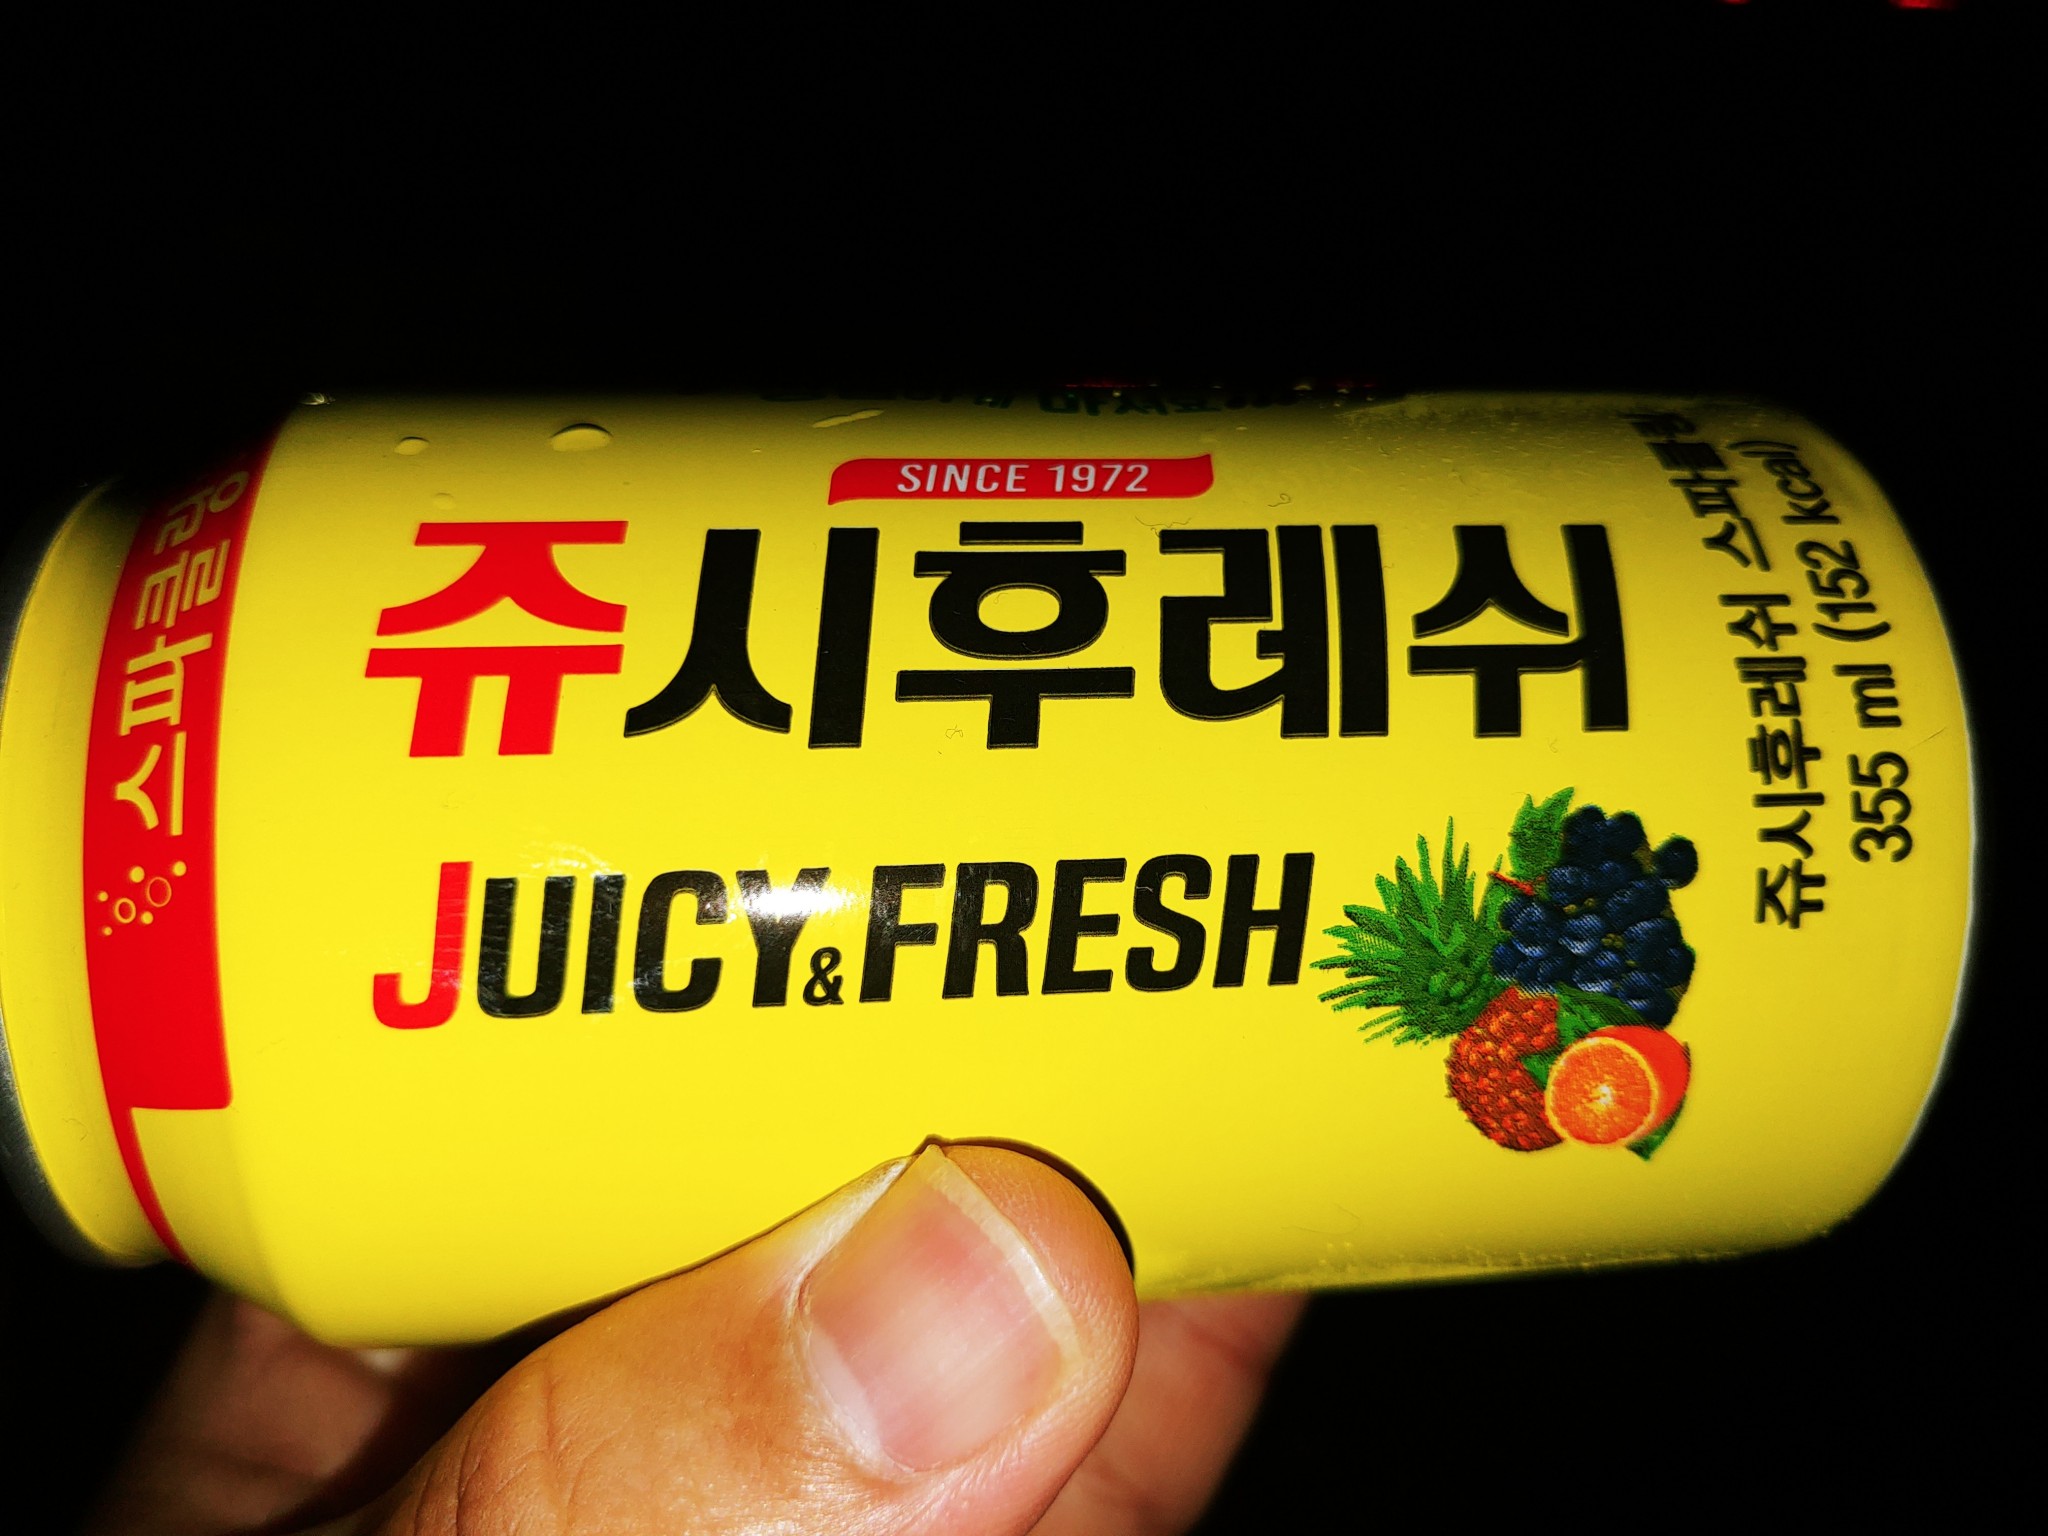 SINCE 1972
쥬시후레쉬
JUICY&FRESH
스파클링
쥬시후레쉬 스파클링
355 ml (152 kcal)